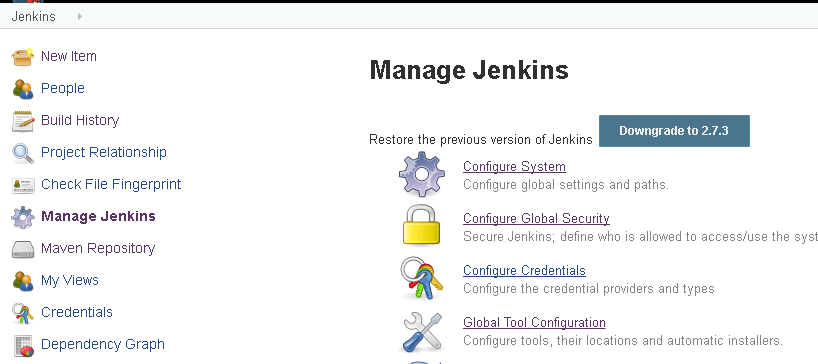 Jenkins
New Item
People
Build History
Project Relationship
Check File Fingerprint
Manage Jenkins
Maven Repository
My Views
Credentials
Dependency Graph
Manage Jenkins
Restore the previous version of Jenkins Downgrade to 2.7.3
Configure System
Configure global settings and paths.
Configure Global Security
Secure Jenkins; define who is allowed to access/use the syst
Configure Credentials
Configure the credential providers and types
Global Tool Configuration
Configure tools, their locations and automatic installers.